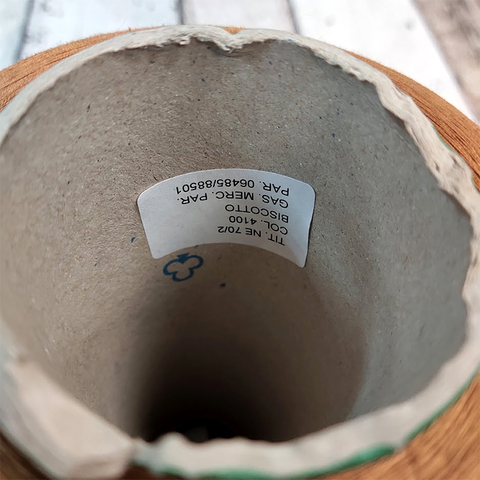 TIT. NE 70/2
COL. 4100
BISCOTTO
GAS. MERC. PAR.
PAR. 06485/88501